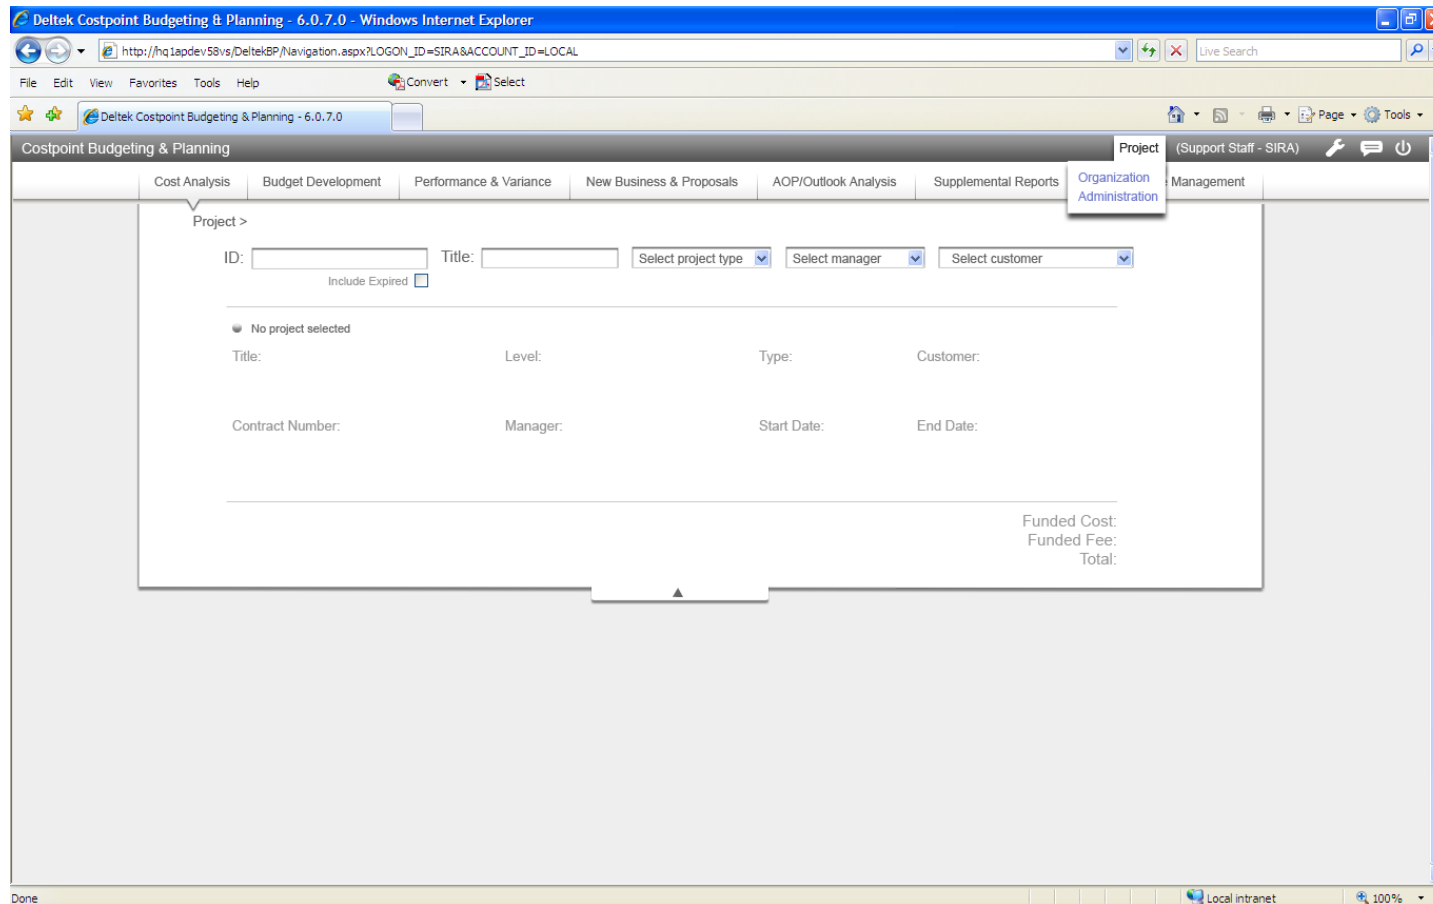 Deltek Costpoint Budgeting & Planning - 6.0.7.0 - Windows Internet Explorer
http://hq1apdev58vs/DeltekBP/Navigation.aspx?LOGON_ID=SIRA&ACCOUNT_ID=LOCAL
Live Search
File Edit View Favorites Tools Help Convert Select
Deltek Costpoint Budgeting & Planning - 6.0.7.0 Page Tools
Costpoint Budgeting & Planning Project (Support Staff - SIRA)
Cost Analysis Budget Development Performance & Variance New Business & Proposals AOP/Outlook Analysis Supplemental Reports Management
Organization
Administration
Project >
ID: Title: Select project type Select manager Select customer
Include Expired
No project selected
Title: Level: Type: Customer:
Contract Number: Manager: Start Date: End Date:
Funded Cost:
Funded Fee:
Total:
Done Local intranet 100%